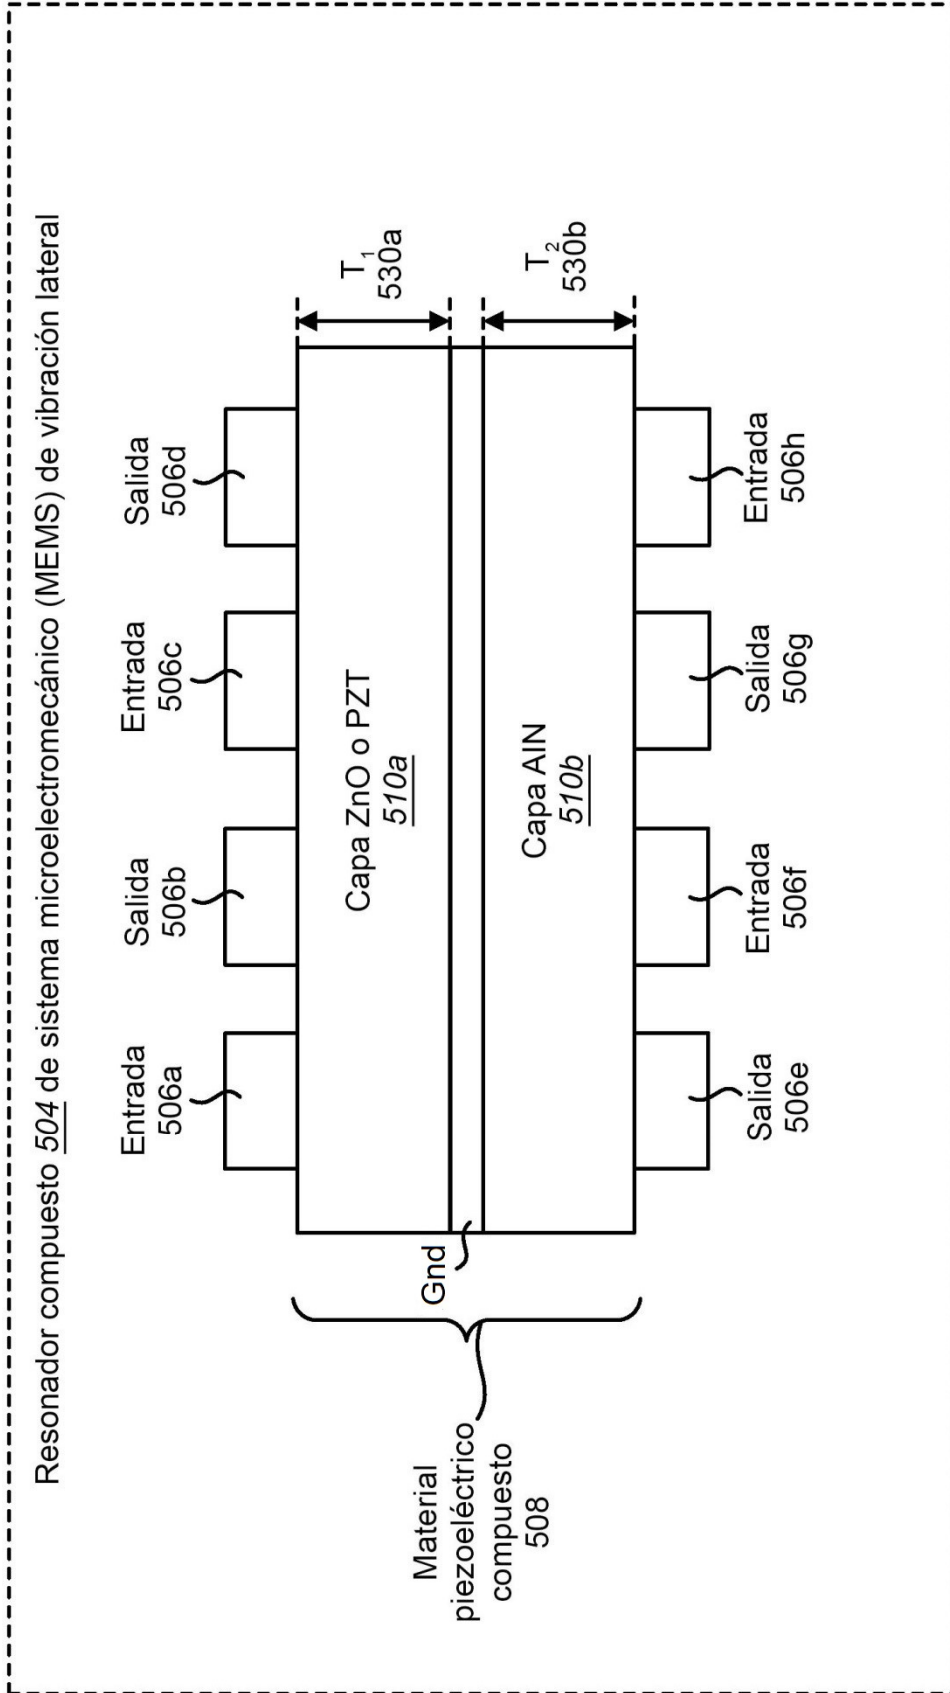 Resonador compuesto 504 de sistema microelectromecánico (MEMS) de vibración lateral
Entrada
506a
Salida
506b
Entrada
506c
Salida
506d
T1
530a
Capa ZnO o PZT
510a
Gnd
Material
piezoeléctrico
compuesto
508
Capa AlN
510b
T2
530b
Salida
506e
Entrada
506f
Salida
506g
Entrada
506h